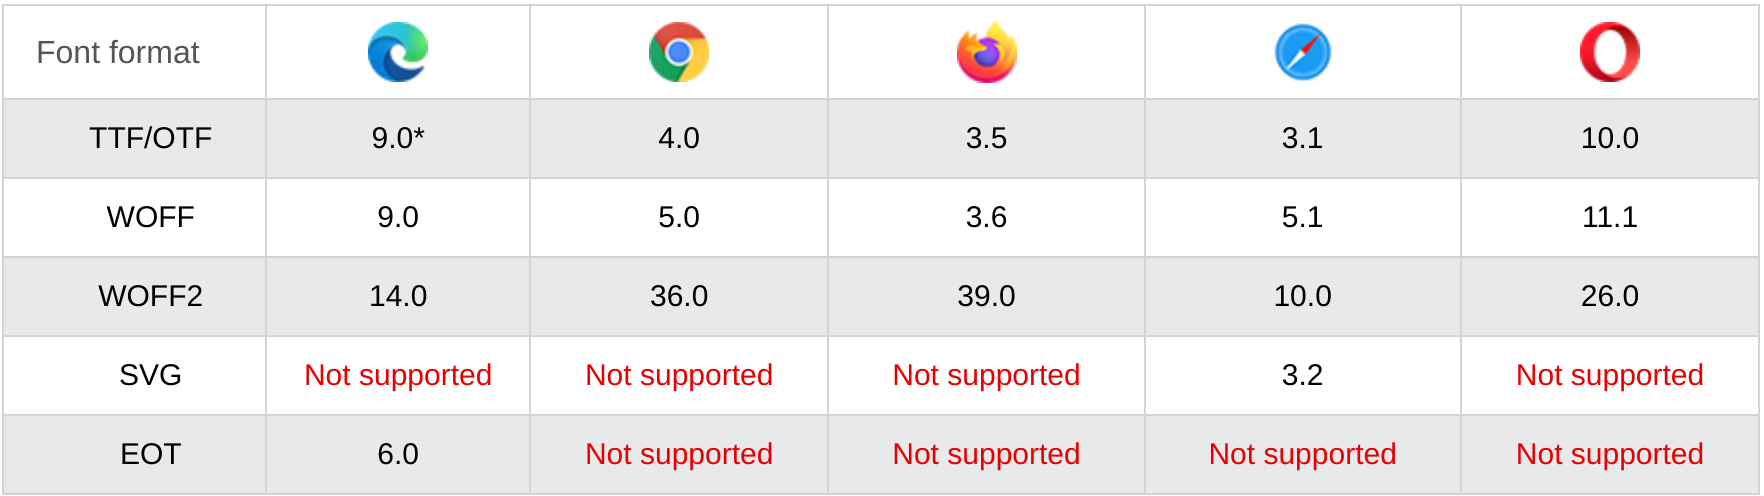 Font format
TTF/OTF 9.0* 4.0 3.5 3.1 10.0
WOFF 9.0 5.0 3.6 5.1 11.1
WOFF2 14.0 36.0 39.0 10.0 26.0
SVG Not supported Not supported Not supported 3.2 Not supported
EOT 6.0 Not supported Not supported Not supported Not supported